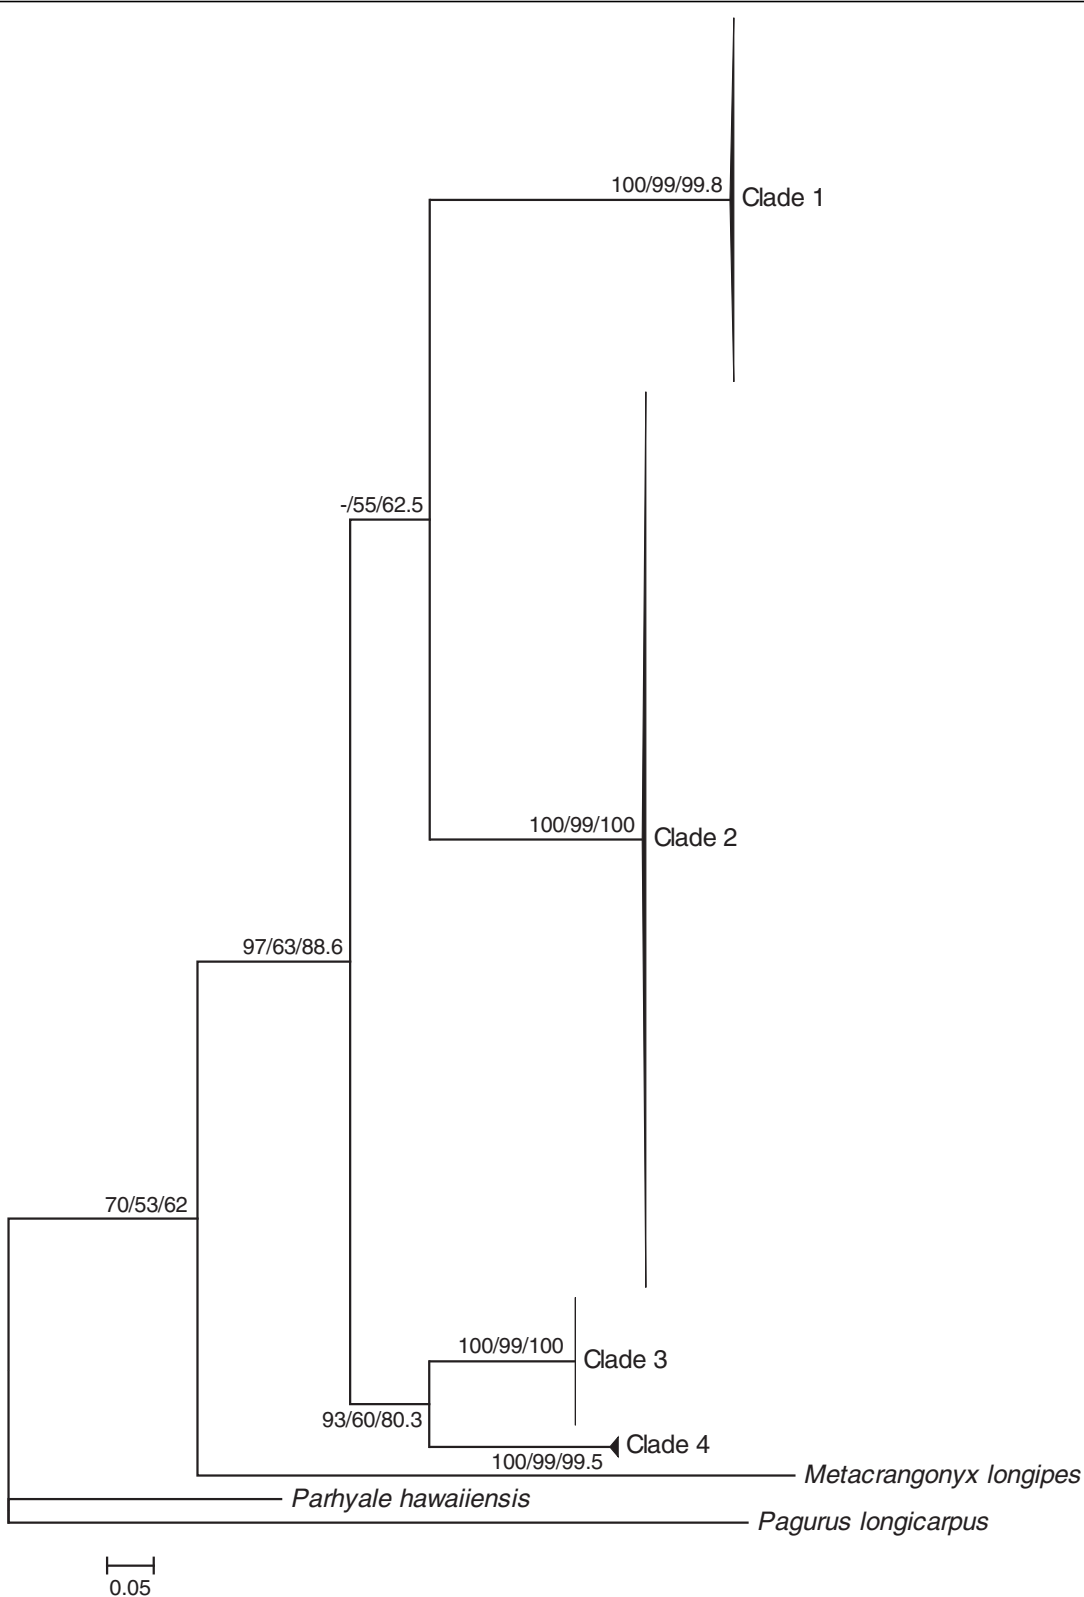 100/99/99.8
Clade 1
-/55/62.5
100/99/100
Clade 2
97/63/88.6
70/53/62
100/99/100
Clade 3
93/60/80.3
Clade 4
100/99/99.5
Metacrangonyx longipes
Parhyale hawaiiensis
Pagurus longicarpus
0.05